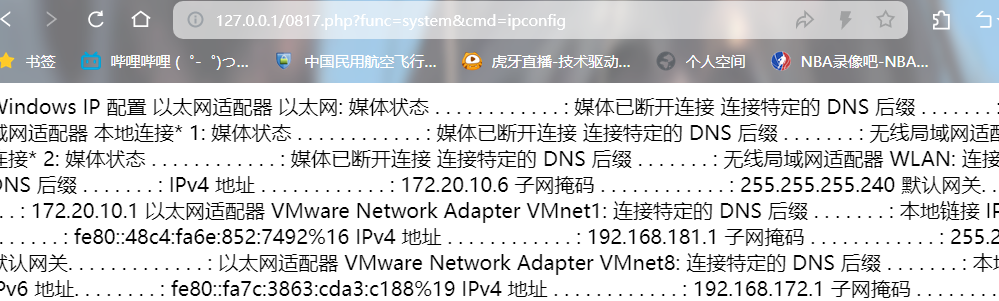 127.0.0.1/0817.php?func=system&cmd=ipconfig
书签 哔哩哔哩 ( ゜- ゜)つ... 中国民用航空飞行... 虎牙直播-技术驱动... 个人空间 NBA录像吧-NBA...
Windows IP 配置 以太网适配器 以太网: 媒体状态 . . . . . . . . . . . . : 媒体已断开连接 连接特定的 DNS 后缀 . . . . . . . :
域网适配器 本地连接* 1: 媒体状态 . . . . . . . . . . . . : 媒体已断开连接 连接特定的 DNS 后缀 . . . . . . . : 无线局域网适配
连接* 2: 媒体状态 . . . . . . . . . . . . : 媒体已断开连接 连接特定的 DNS 后缀 . . . . . . . : 无线局域网适配器 WLAN: 连接
DNS 后缀 . . . . . . . : IPv4 地址 . . . . . . . . . . . . : 172.20.10.6 子网掩码 . . . . . . . . . . . . : 255.255.255.240 默认网关. .
. . : 172.20.10.1 以太网适配器 VMware Network Adapter VMnet1: 连接特定的 DNS 后缀 . . . . . . . : 本地链接 IP
. . . . . . : fe80::48c4:fa6e:852:7492%16 IPv4 地址 . . . . . . . . . . . . : 192.168.181.1 子网掩码 . . . . . . . . . . . . : 255.2
默认网关. . . . . . . . . . . . . : 以太网适配器 VMware Network Adapter VMnet8: 连接特定的 DNS 后缀 . . . . . . . : 本地
IPv6 地址. . . . . . . . : fe80::fa7c:3863:cda3:c188%19 IPv4 地址 . . . . . . . . . . . . : 192.168.172.1 子网掩码 . . . . . .